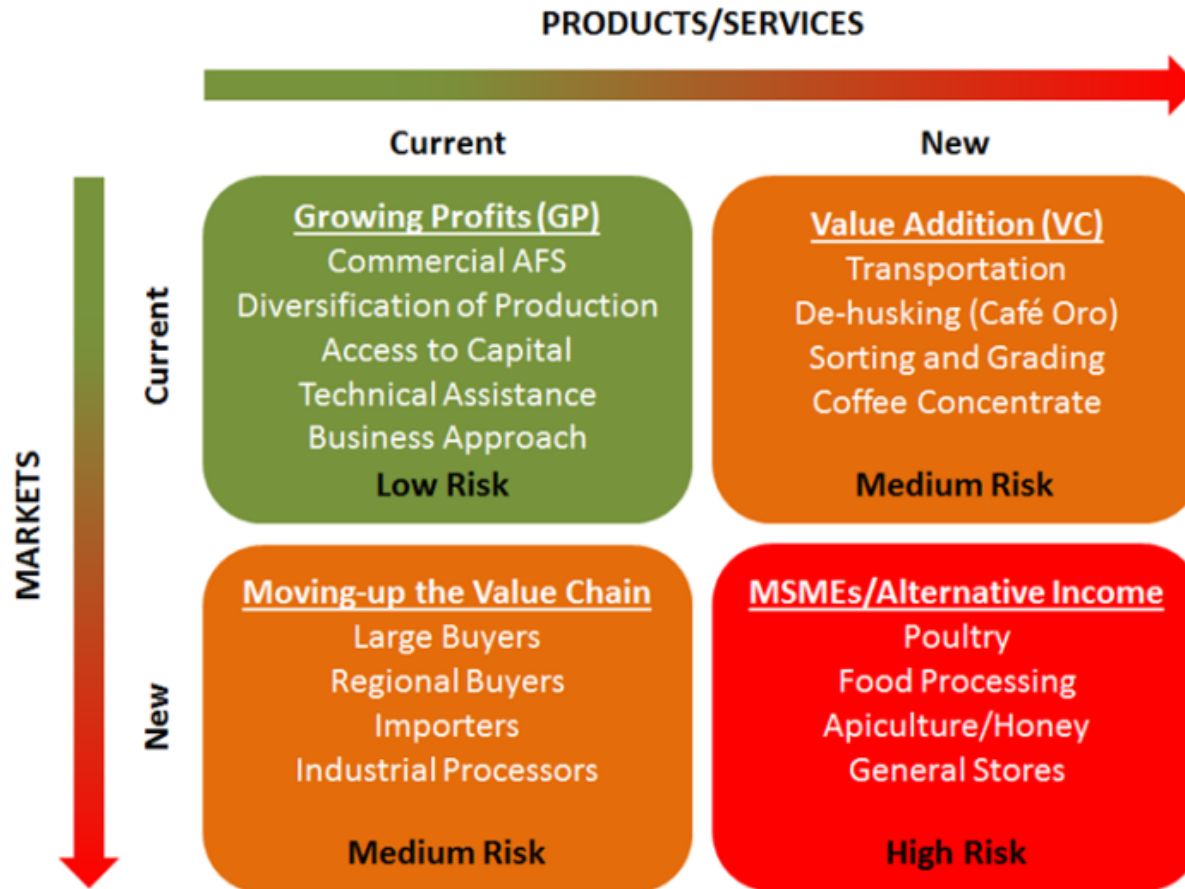 PRODUCTS/SERVICES
Current
New
MARKETS
Current
Growing Profits (GP)
Commercial AFS
Diversification of Production
Access to Capital
Technical Assistance
Business Approach
Low Risk
Value Addition (VC)
Transportation
De-husking (Café Oro)
Sorting and Grading
Coffee Concentrate
Medium Risk
New
Moving-up the Value Chain
Large Buyers
Regional Buyers
Importers
Industrial Processors
Medium Risk
MSMEs/Alternative Income
Poultry
Food Processing
Apiculture/Honey
General Stores
High Risk